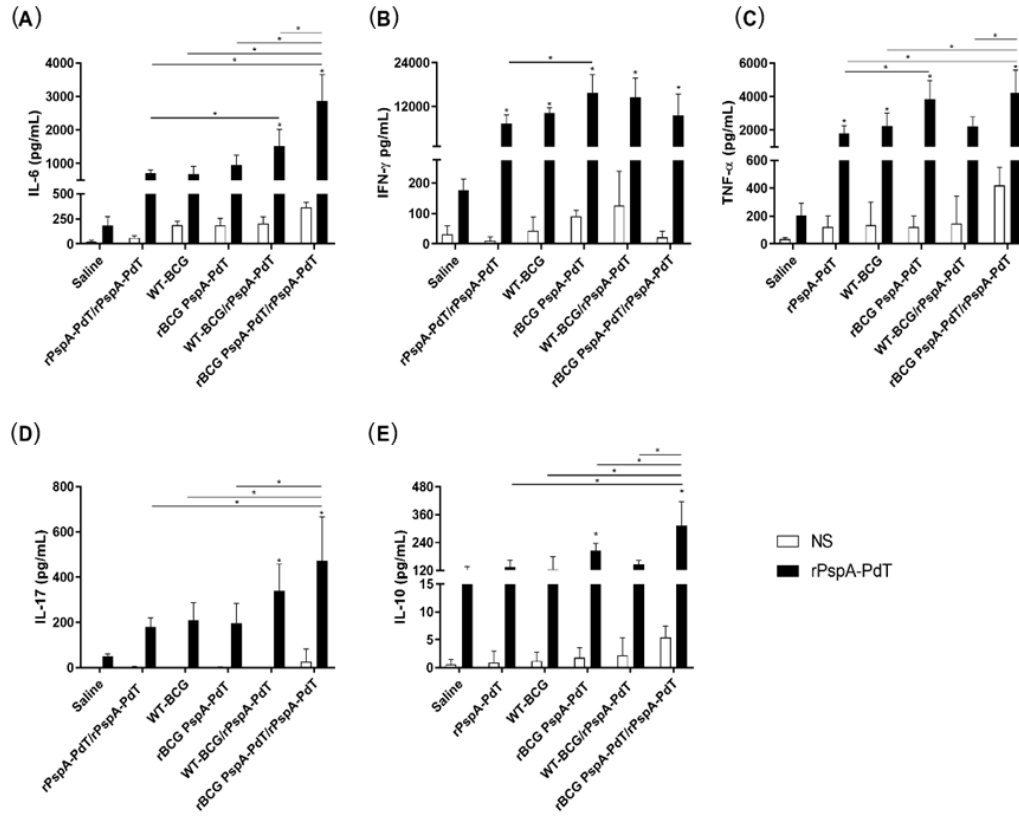 (A)
IL-6 (pg/mL)
4000
3000
2000
1000
500
250
0
Saline
rPspA-PdT/rPspA-PdT
WT-BCG
rBCG PspA-PdT
WT-BCG/rPspA-PdT
rBCG PspA-PdT/rPspA-PdT
*
*
*
*
*
*
*
(B)
IFN-γ pg/mL)
24000
12000
200
100
0
Saline
rPspA-PdT/rPspA-PdT
WT-BCG
rBCG PspA-PdT
WT-BCG/rPspA-PdT
rBCG PspA-PdT/rPspA-PdT
*
*
*
*
*
*
(C)
TNF-α (pg/mL)
6000
4000
2000
600
400
200
0
Saline
rPspA-PdT
WT-BCG
rBCG PspA-PdT
WT-BCG/rPspA-PdT
rBCG PspA-PdT/rPspA-PdT
*
*
*
*
*
*
*
*
(D)
IL-17 (pg/mL)
800
600
400
200
0
Saline
rPspA-PdT/rPspA-PdT
WT-BCG
rBCG PspA-PdT
WT-BCG/rPspA-PdT
rBCG PspA-PdT/rPspA-PdT
*
*
*
*
*
(E)
IL-10 (pg/mL)
480
360
240
120
15
10
5
0
Saline
rPspA-PdT
WT-BCG
rBCG PspA-PdT
WT-BCG/rPspA-PdT
rBCG PspA-PdT/rPspA-PdT
*
*
*
*
*
*
NS
rPspA-PdT